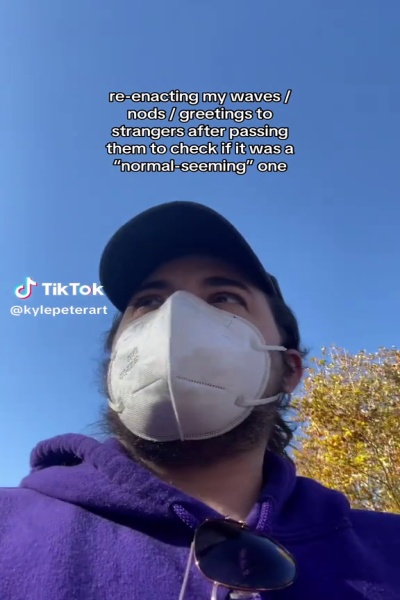 re-enacting my waves /
nods / greetings to
strangers after passing
them to check if it was a
“normal-seeming” one
TikTok
@kylepeterart